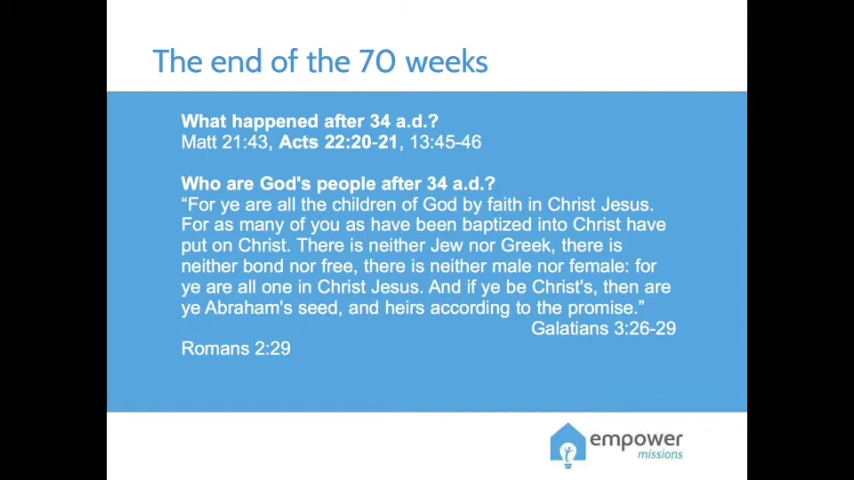 The end of the 70 weeks
What happened after 34 a.d.?
Matt 21:43, Acts 22:20-21, 13:45-46
Who are God's people after 34 a.d.?
“For ye are all the children of God by faith in Christ Jesus.
For as many of you as have been baptized into Christ have
put on Christ. There is neither Jew nor Greek, there is
neither bond nor free, there is neither male nor female: for
ye are all one in Christ Jesus. And if ye be Christ's, then are
ye Abraham's seed, and heirs according to the promise.”
Galatians 3:26-29
Romans 2:29
empower
missions